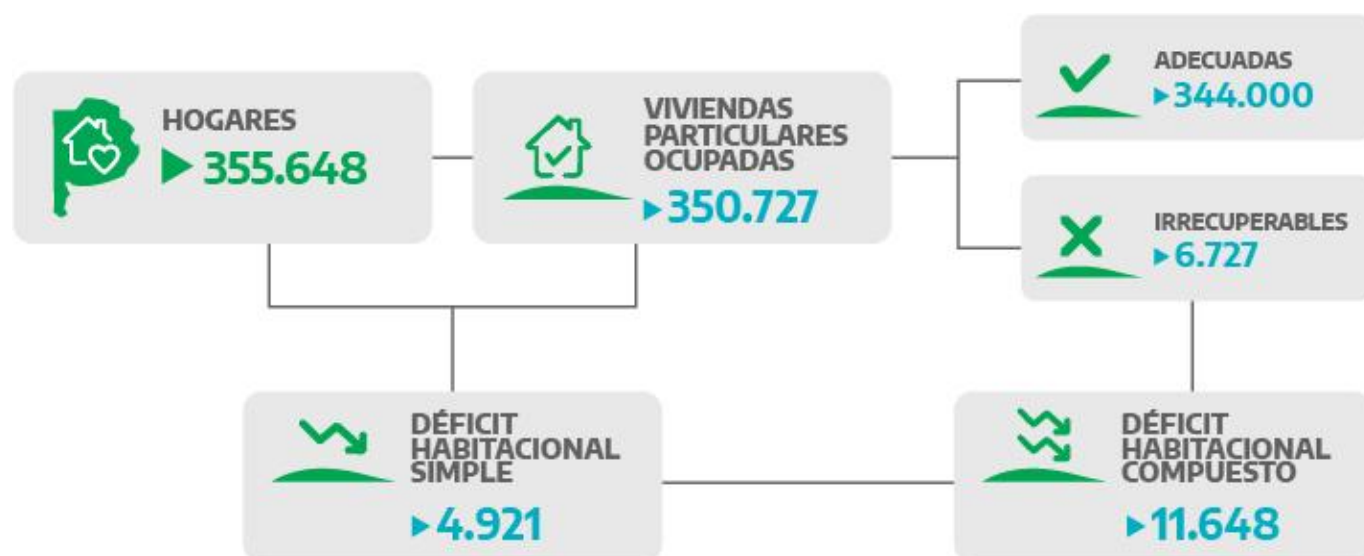 HOGARES
355.648
VIVIENDAS
PARTICULARES
OCUPADAS
350.727
ADECUADAS
344.000
IRRECUPERABLES
6.727
DÉFICIT
HABITACIONAL
SIMPLE
4.921
DÉFICIT
HABITACIONAL
COMPUESTO
11.648